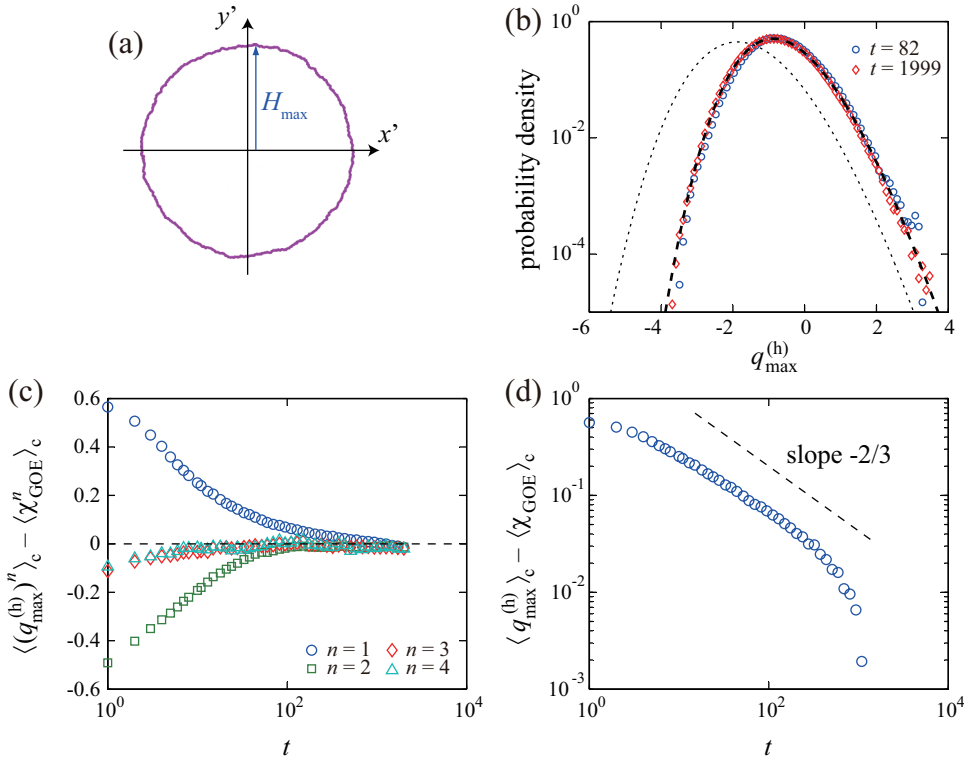 (a)
y'
H_max
x'
(b)
probability density
10^0
10^-2
10^-4
-6 -4 -2 0 2 4
q_max^(h)
t = 82
t = 1999
(c)
⟨(q_max^(h))^n⟩_c − ⟨χ_GOE^n⟩_c
0.6
0.4
0.2
0
-0.2
-0.4
-0.6
n = 1 n = 3
n = 2 n = 4
10^0 10^2 10^4
t
(d)
⟨q_max^(h)⟩_c − ⟨χ_GOE⟩_c
10^0
10^-1
10^-2
10^-3
slope -2/3
10^0 10^2 10^4
t